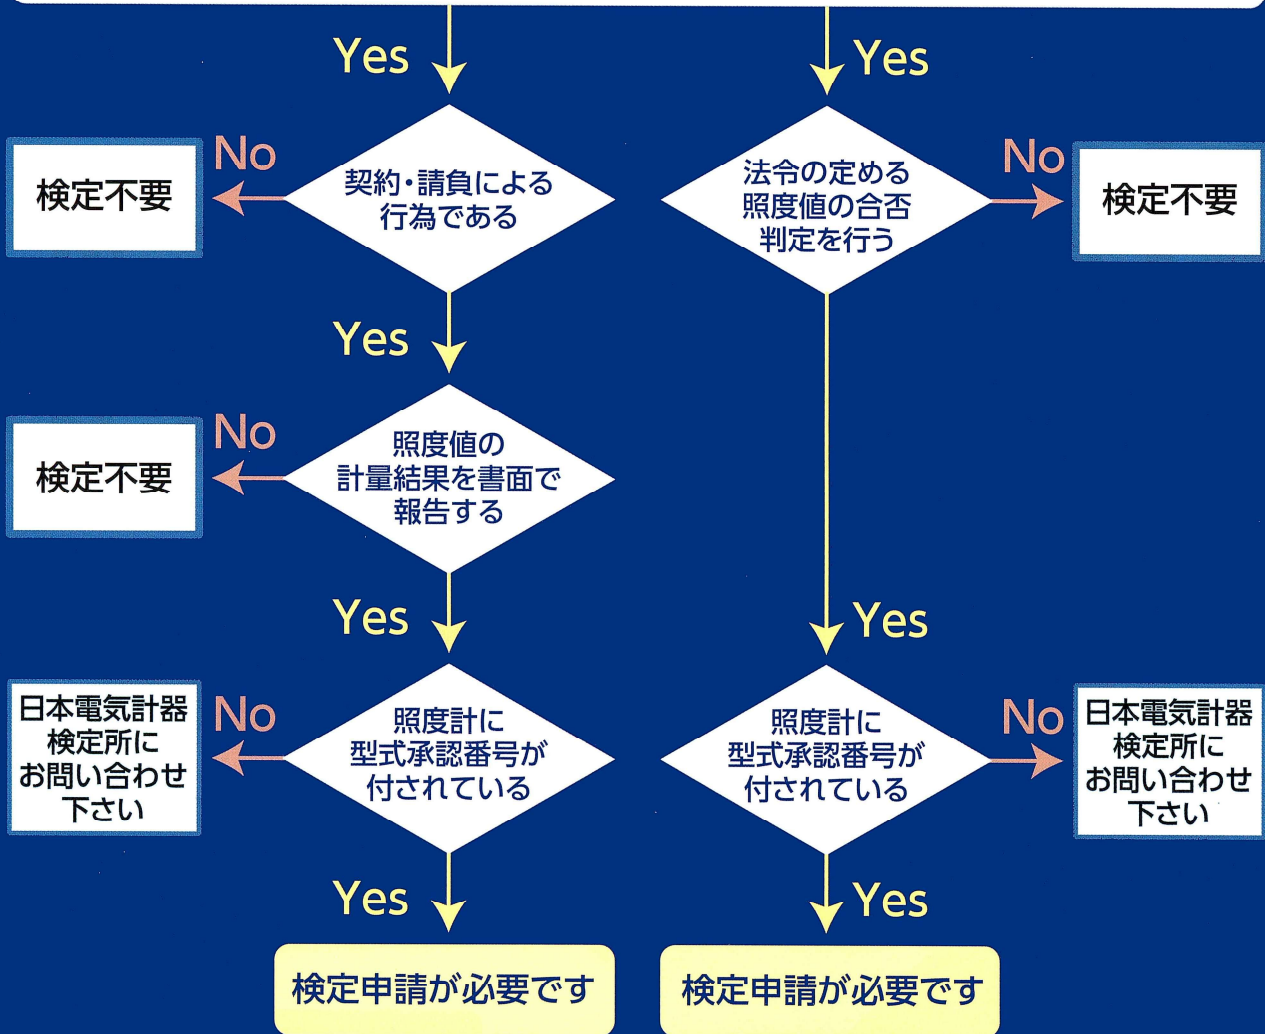 Yes
Yes
検定不要
No
契約・請負による
行為である
法令の定める
照度値の合否
判定を行う
No
検定不要
Yes
検定不要
No
照度値の
計量結果を書面で
報告する
Yes
Yes
日本電気計器
検定所に
お問い合わせ
下さい
No
照度計に
型式承認番号が
付されている
照度計に
型式承認番号が
付されている
No
日本電気計器
検定所に
お問い合わせ
下さい
Yes
Yes
検定申請が必要です
検定申請が必要です